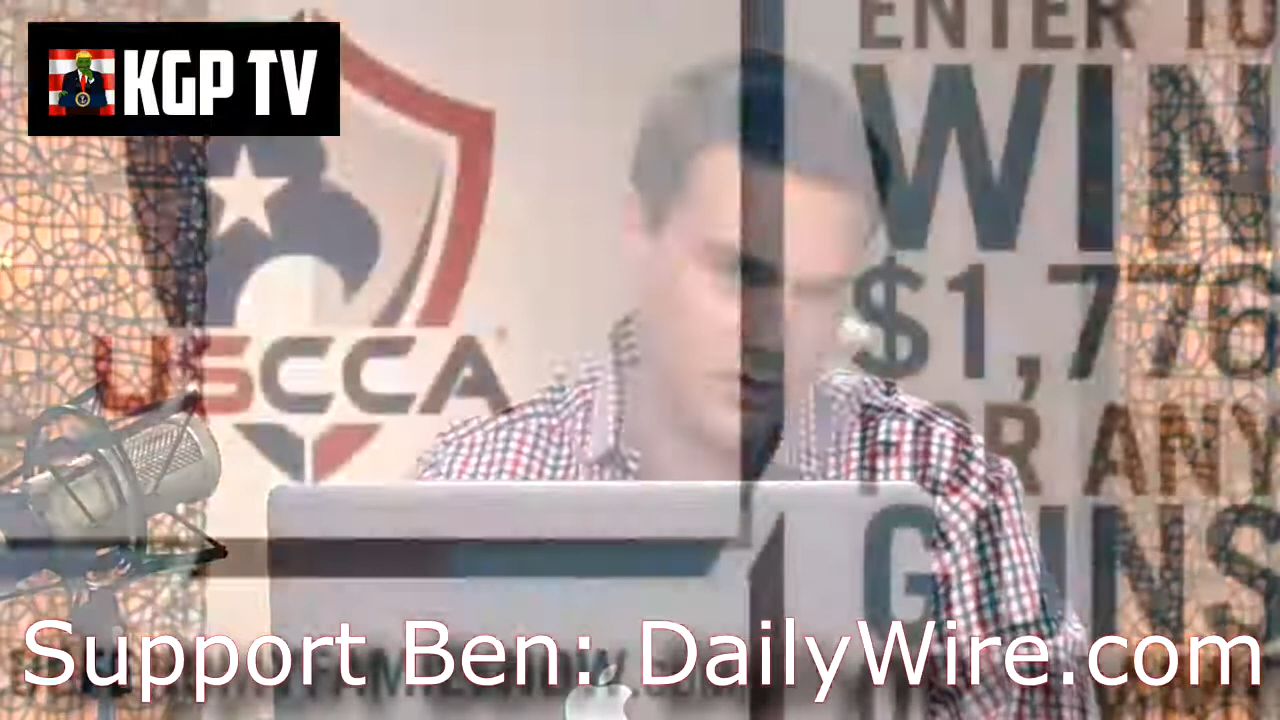 KGP TV
ENTER TO
WIN
$1,776
USCCA
FOR ANY
GUNS
Support Ben: DailyWire.com